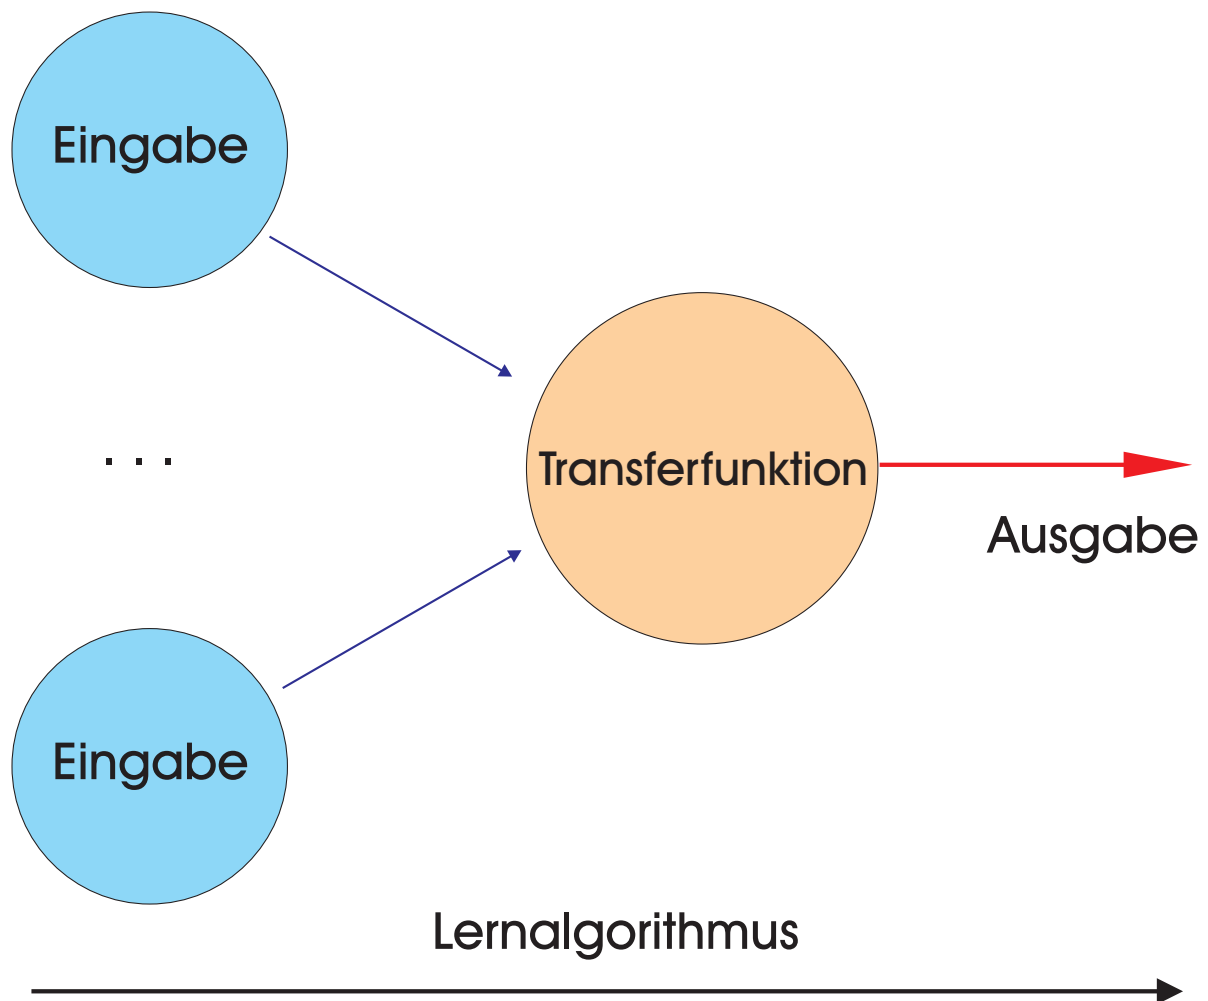 Eingabe
. . .
Transferfunktion
Ausgabe
Eingabe
Lernalgorithmus